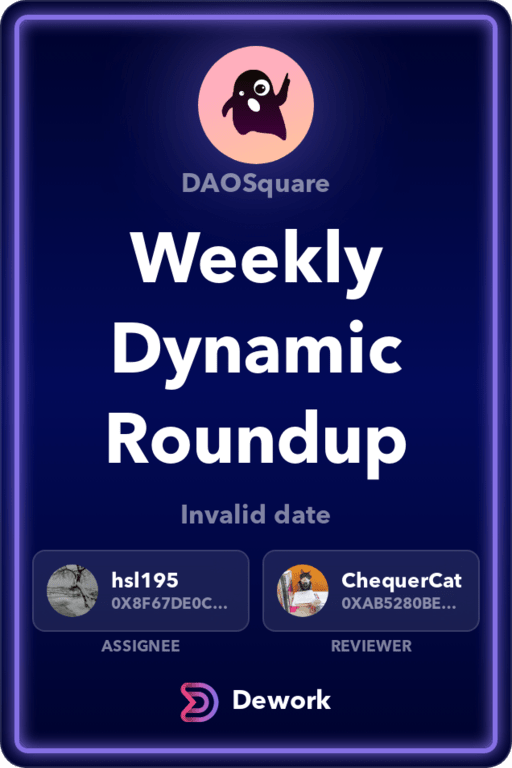 DAOSquare
Weekly
Dynamic
Roundup
Invalid date
hsl195
0X8F67DE0C...
ASSIGNEE
ChequerCat
0XAB5280BE...
REVIEWER
Dework